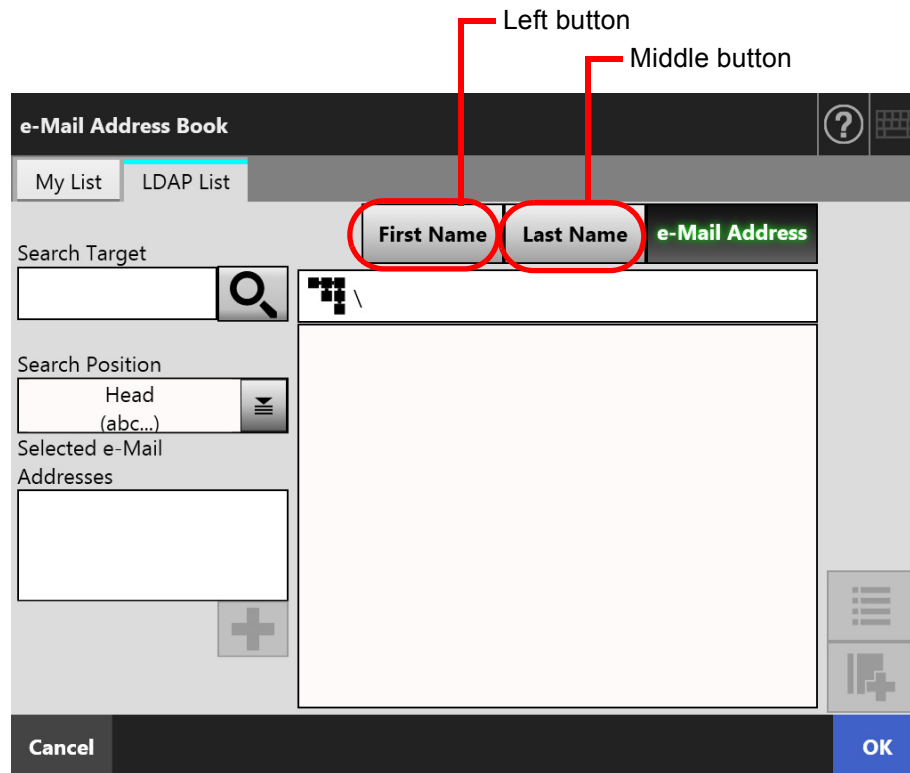 Left button
Middle button
e-Mail Address Book
?
My List
LDAP List
First Name
Last Name
e-Mail Address
Search Target
\
Search Position
Head
(abc...)
Selected e-Mail
Addresses
Cancel
OK